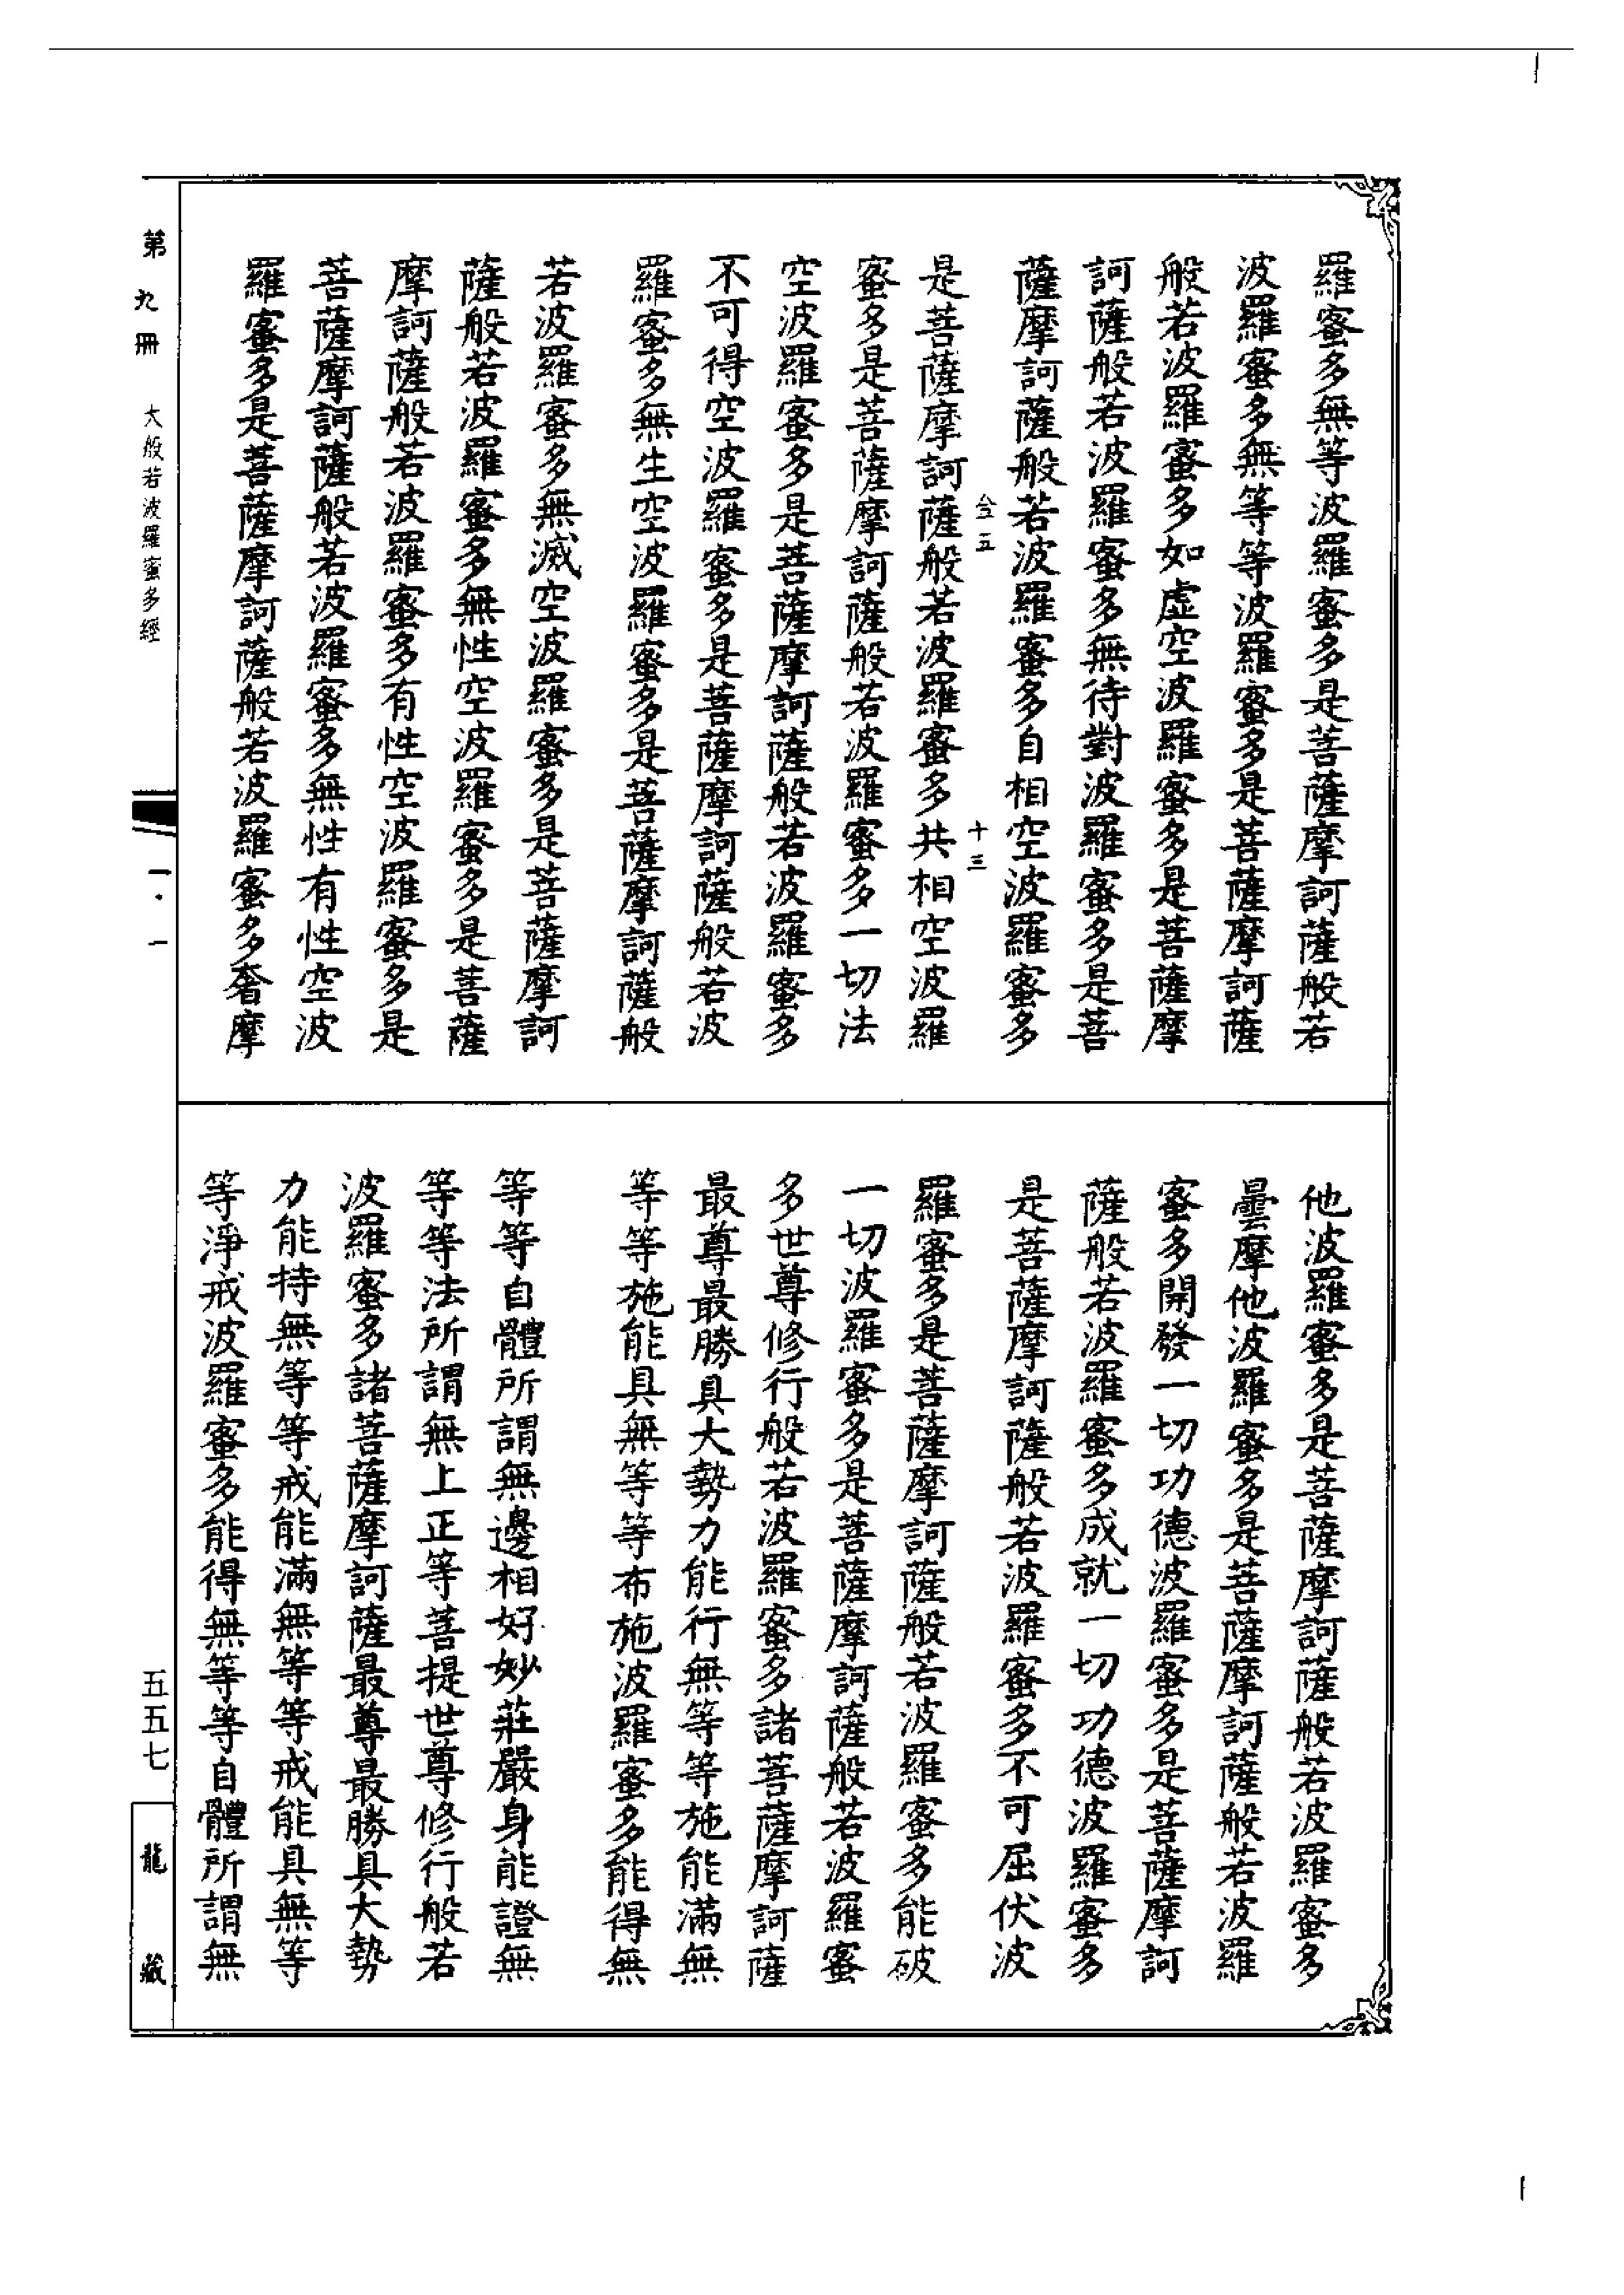 羅蜜多無等波羅蜜多是菩薩摩訶薩般若
波羅蜜多無等等波羅蜜多是菩薩摩訶薩
般若波羅蜜多如虛空波羅蜜多是菩薩摩
訶薩般若波羅蜜多無待對波羅蜜多是菩
薩摩訶薩般若波羅蜜多自相空波羅蜜多
五
十三
是菩薩摩訶薩般若波羅蜜多共相空波羅
蜜多是菩薩摩訶薩般若波羅蜜多一切法
空波羅蜜多是菩薩摩訶薩般若波羅蜜多
不可得空波羅蜜多是菩薩摩訶薩般若波
羅蜜多無生空波羅蜜多是菩薩摩訶薩般
若波羅蜜多無滅空波羅蜜多是菩薩摩訶
薩般若波羅蜜多無性空波羅蜜多是菩薩
摩訶薩般若波羅蜜多有性空波羅蜜多是
菩薩摩訶薩般若波羅蜜多無性有性空波
羅蜜多是菩薩摩訶薩般若波羅蜜多奢摩
他波羅蜜多是菩薩摩訶薩般若波羅蜜多
曇摩他波羅蜜多是菩薩摩訶薩般若波羅
蜜多開發一切功德波羅蜜多是菩薩摩訶
薩般若波羅蜜多成就一切功德波羅蜜多
是菩薩摩訶薩般若波羅蜜多不可屈伏波
羅蜜多是菩薩摩訶薩般若波羅蜜多能破
一切波羅蜜多是菩薩摩訶薩般若波羅蜜
多世尊修行般若波羅蜜多諸菩薩摩訶薩
最尊最勝具大勢力能行無等等施能滿無
等等施能具無等等布施波羅蜜多能得無
等等自體所謂無邊相好妙莊嚴身能證無
等等法所謂無上正等菩提世尊修行般若
波羅蜜多諸菩薩摩訶薩最尊最勝具大勢
力能持無等等戒能滿無等等戒能具無等
等淨戒波羅蜜多能得無等等自體所謂無
第九冊 大般若波羅蜜多經
一·一
五五七
龍藏